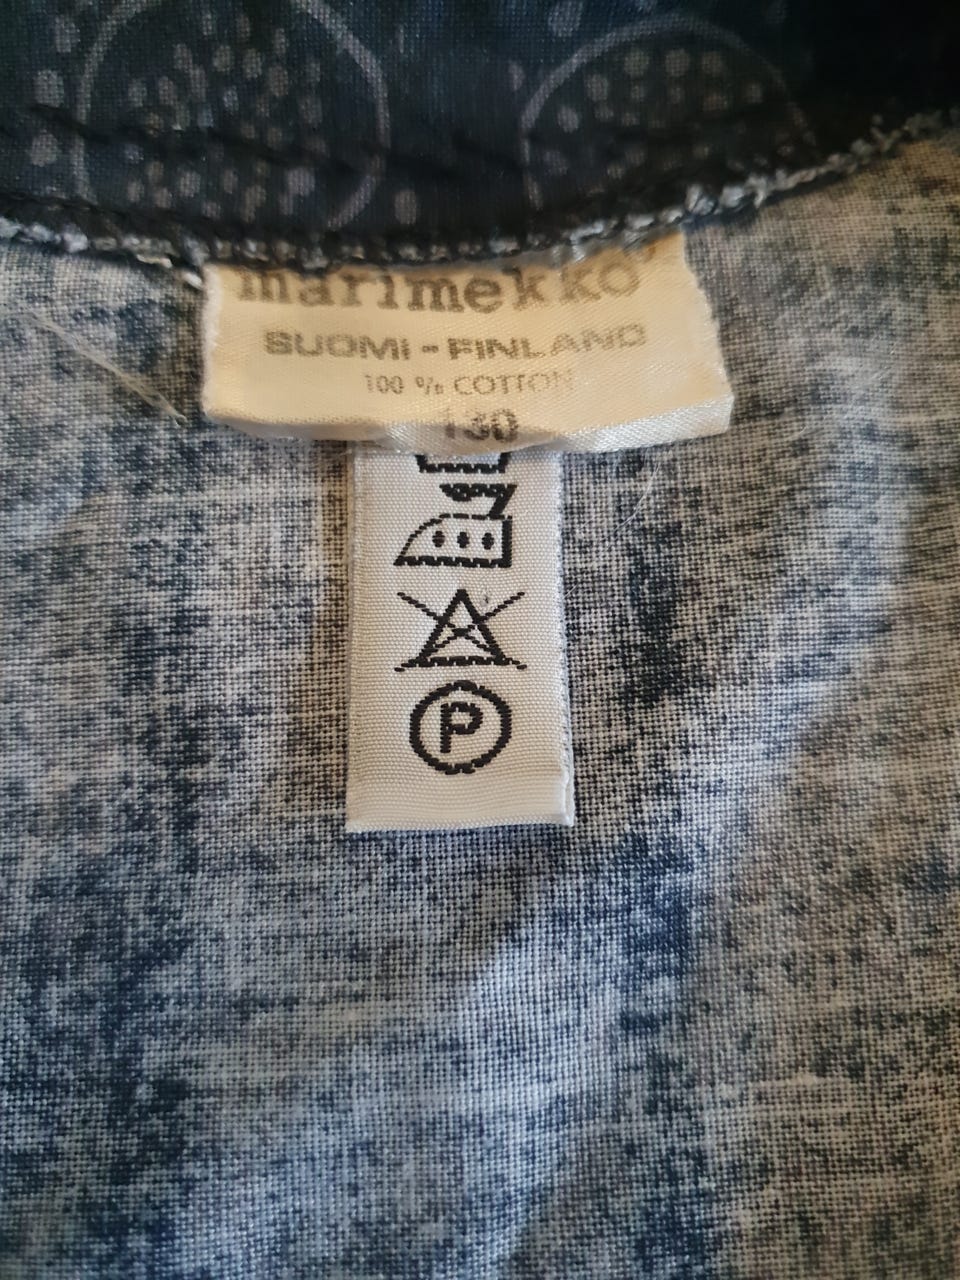 marimekko®
SUOMI - FINLAND
100 % COTTON
130
P